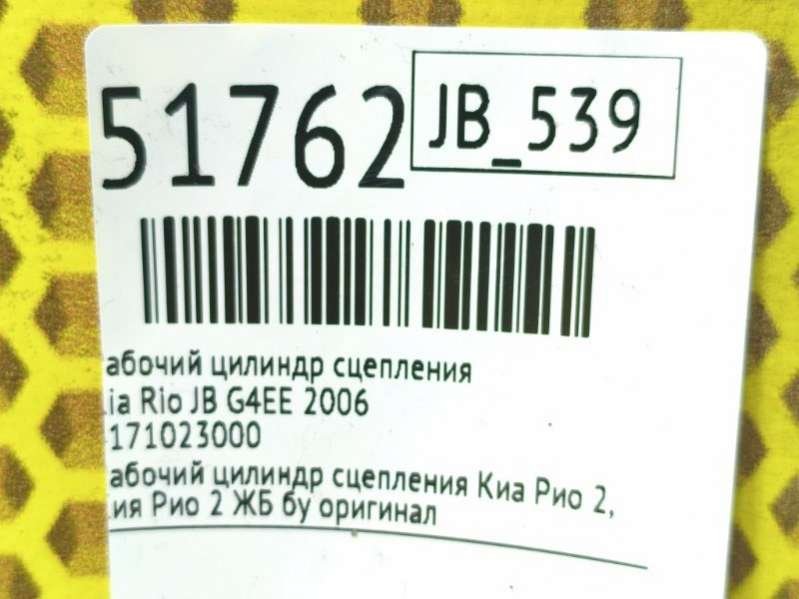 51762
JB_539
абочий цилиндр сцепления
ia Rio JB G4EE 2006
171023000
абочий цилиндр сцепления Киа Рио 2,
ия Рио 2 ЖБ бу оригинал